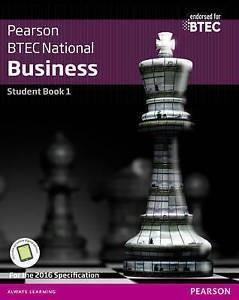 Pearson
BTEC National
Business
Student Book 1
endorsed for
BTEC
For the 2016 Specification
ALWAYS LEARNING
PEARSON